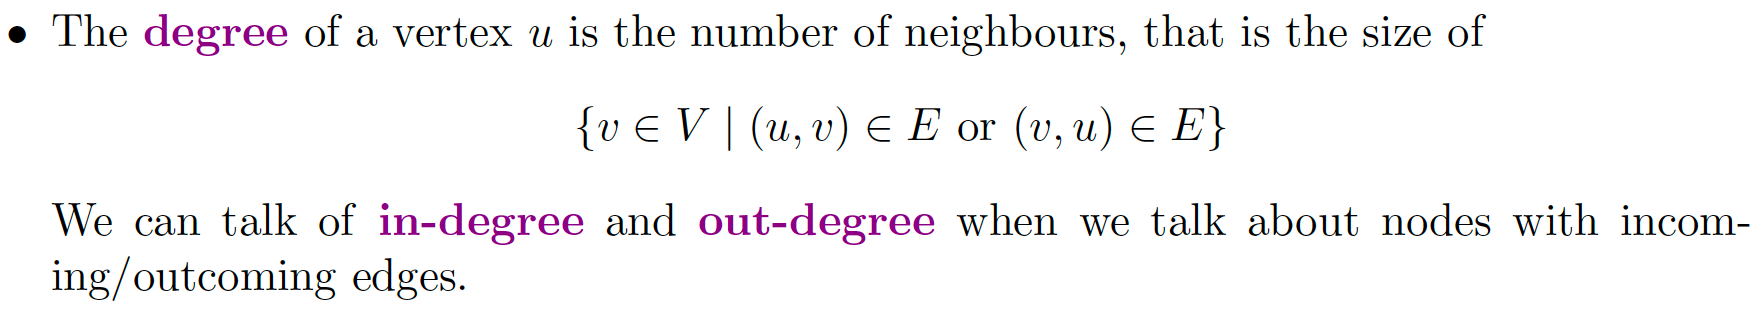 • The degree of a vertex u is the number of neighbours, that is the size of
{v ∈ V | (u, v) ∈ E or (v, u) ∈ E}
We can talk of in-degree and out-degree when we talk about nodes with incom-
ing/outcoming edges.